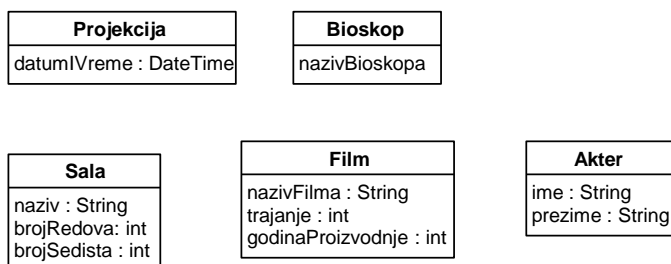 Projekcija
datumIVreme : DateTime
Bioskop
nazivBioskopa
Sala
naziv : String
brojRedova: int
brojSedista : int
Film
nazivFilma : String
trajanje : int
godinaProizvodnje : int
Akter
ime : String
prezime : String